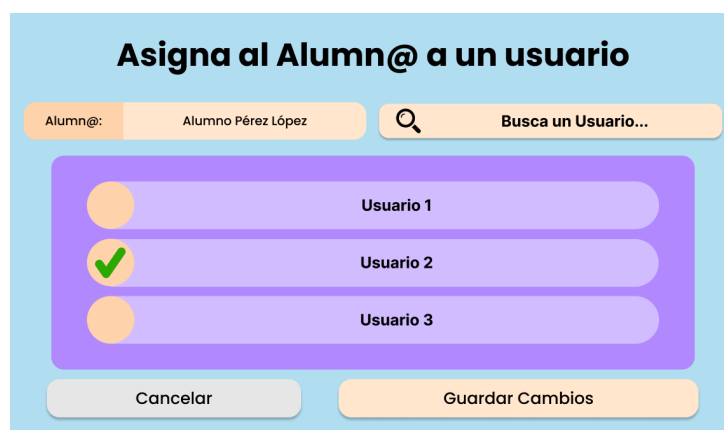 Asigna al Alumn@ a un usuario
Alumn@: Alumno Pérez López
Busca un Usuario...
Usuario 1
Usuario 2
Usuario 3
Cancelar
Guardar Cambios